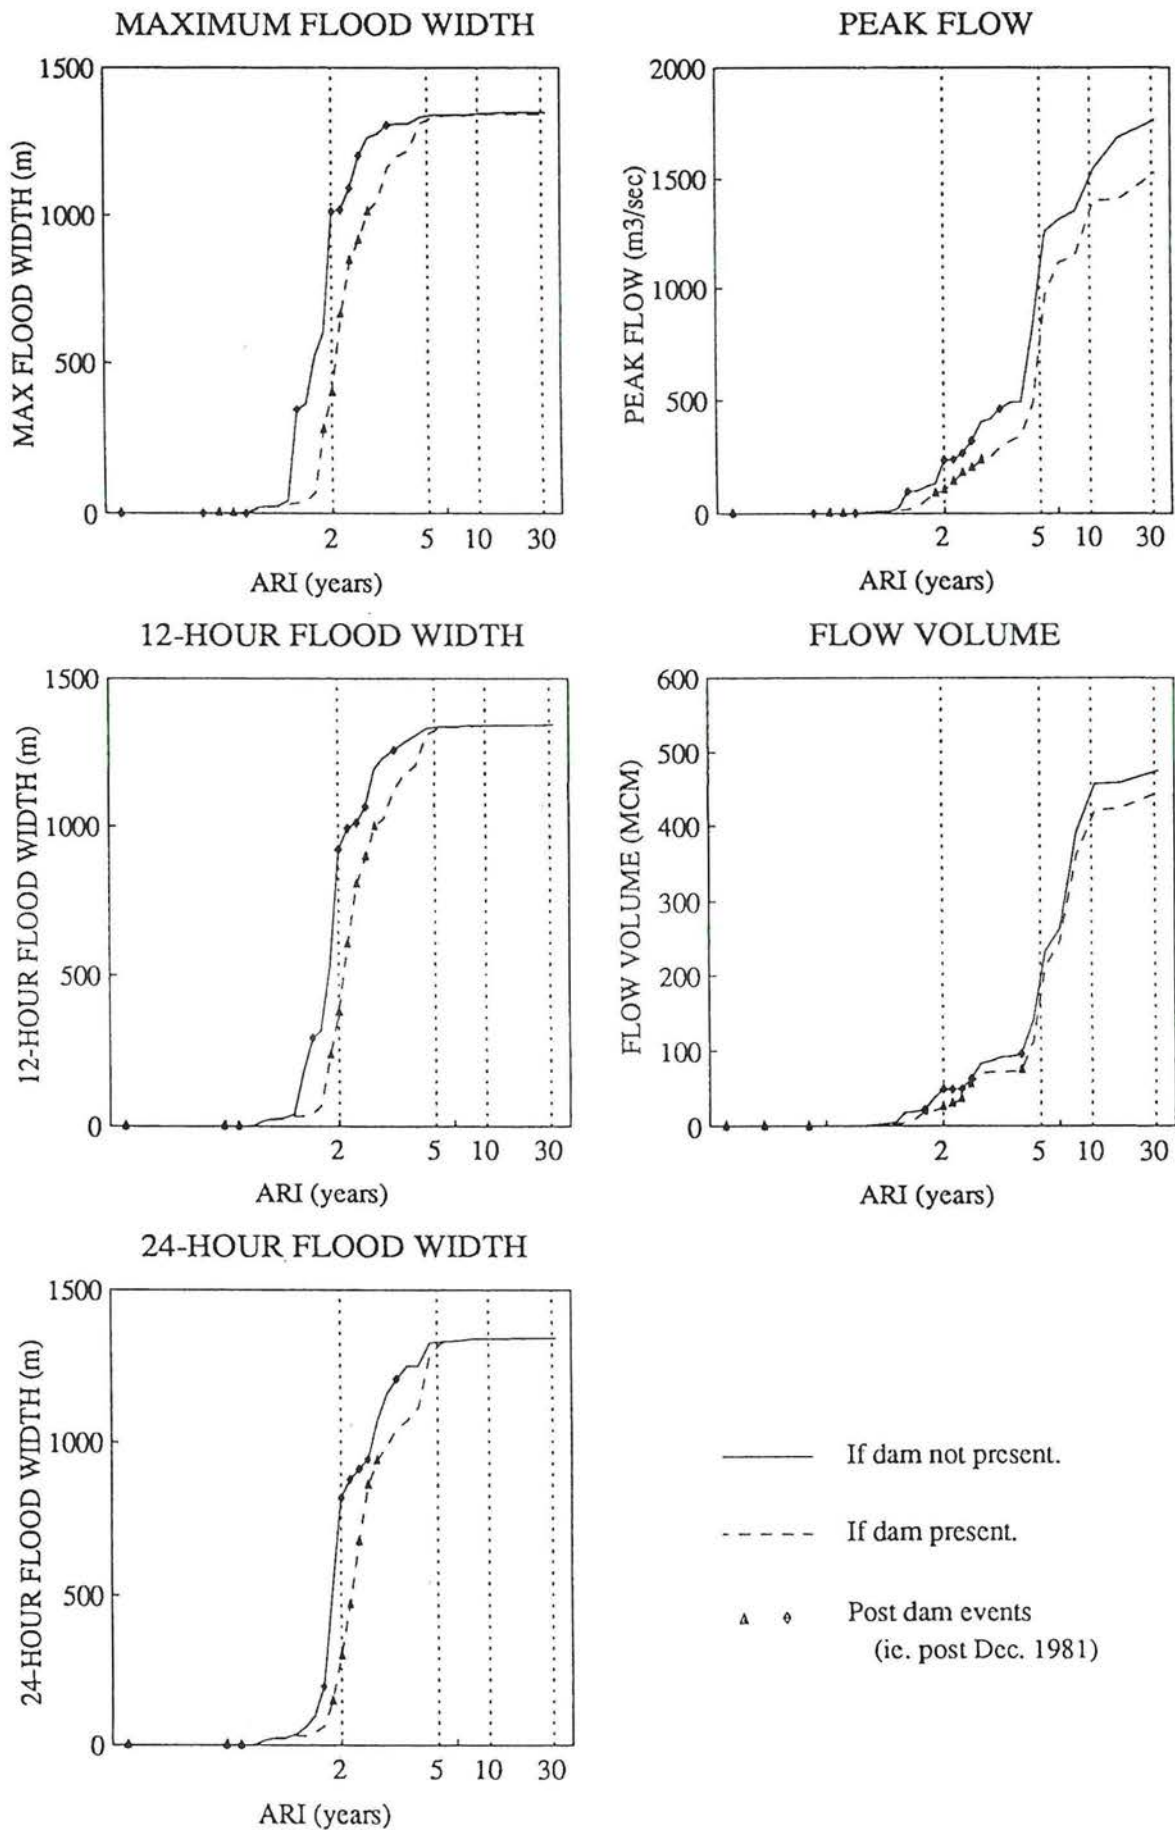 MAXIMUM FLOOD WIDTH
1500
1000
500
0
MAX FLOOD WIDTH (m)
2 5 10 30
ARI (years)
PEAK FLOW
2000
1500
1000
500
0
PEAK FLOW (m3/sec)
2 5 10 30
ARI (years)
12-HOUR FLOOD WIDTH
1500
1000
500
0
12-HOUR FLOOD WIDTH (m)
2 5 10 30
ARI (years)
FLOW VOLUME
600
500
400
300
200
100
0
FLOW VOLUME (MCM)
2 5 10 30
ARI (years)
24-HOUR FLOOD WIDTH
1500
1000
500
0
24-HOUR FLOOD WIDTH (m)
2 5 10 30
ARI (years)
If dam not present.
If dam present.
Post dam events
(ie. post Dec. 1981)